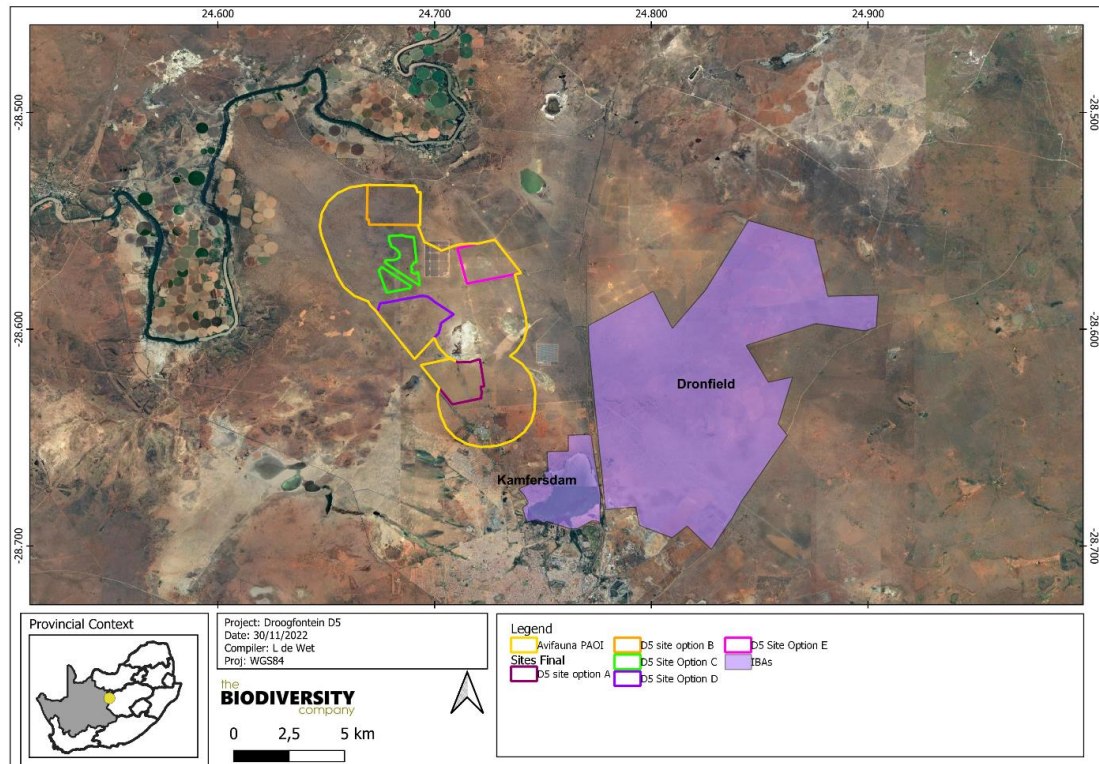 24.600 24.700 24.800 24.900
-28.500 -28.500
-28.600 -28.600
Dronfield
Kamfersdam
-28.700 -28.700
Provincial Context
Project: Droogfontein D5
Date: 30/11/2022
Compiler: L de Wet
Proj: WGS84
the
BIODIVERSITY
company
0 2,5 5 km
Legend
Avifauna PAOI
Sites Final
D5 site option A
D5 site option B
D5 Site Option C
D5 Site Option D
D5 Site Option E
IBAs